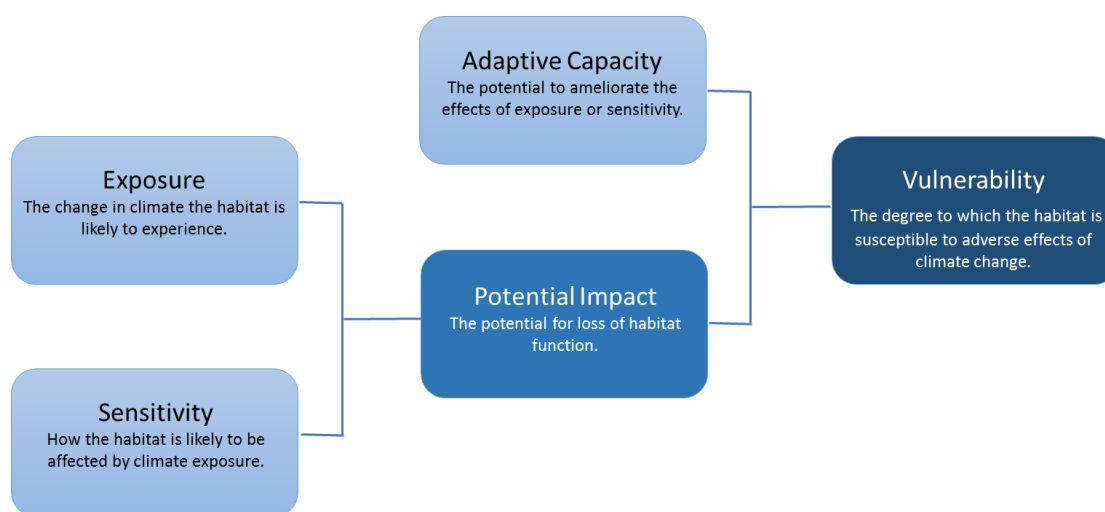 Adaptive Capacity
The potential to ameliorate the
effects of exposure or sensitivity.
Exposure
The change in climate the habitat is
likely to experience.
Vulnerability
The degree to which the habitat is
susceptible to adverse effects of
climate change.
Potential Impact
The potential for loss of habitat
function.
Sensitivity
How the habitat is likely to be
affected by climate exposure.